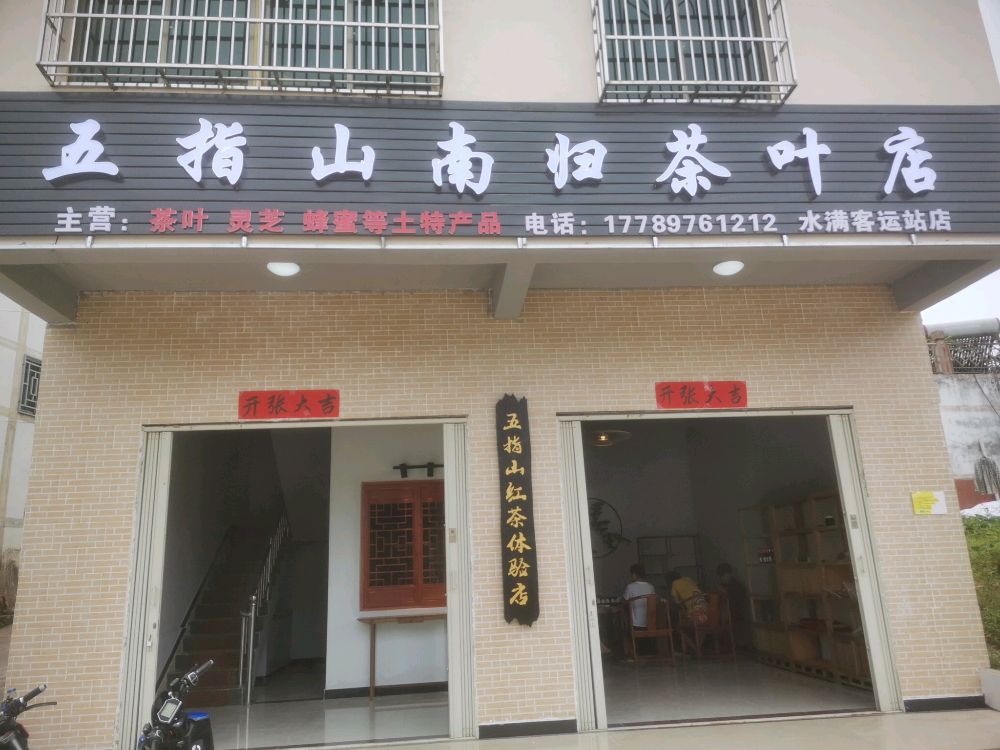 五指山南归茶叶店
主营：茶叶 灵芝 蜂蜜等土特产品 电话：17789761212 水满客运站店
开张大吉
开张大吉
五指山红茶体验店